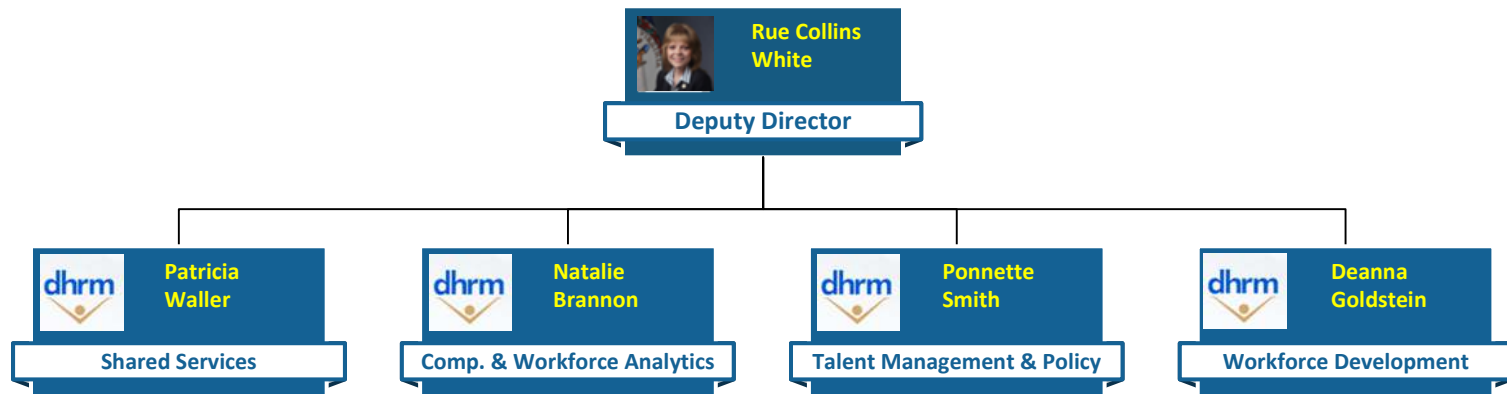 Rue Collins
White
Deputy Director
dhrm
Patricia
Waller
Shared Services
dhrm
Natalie
Brannon
Comp. & Workforce Analytics
dhrm
Ponnette
Smith
Talent Management & Policy
dhrm
Deanna
Goldstein
Workforce Development